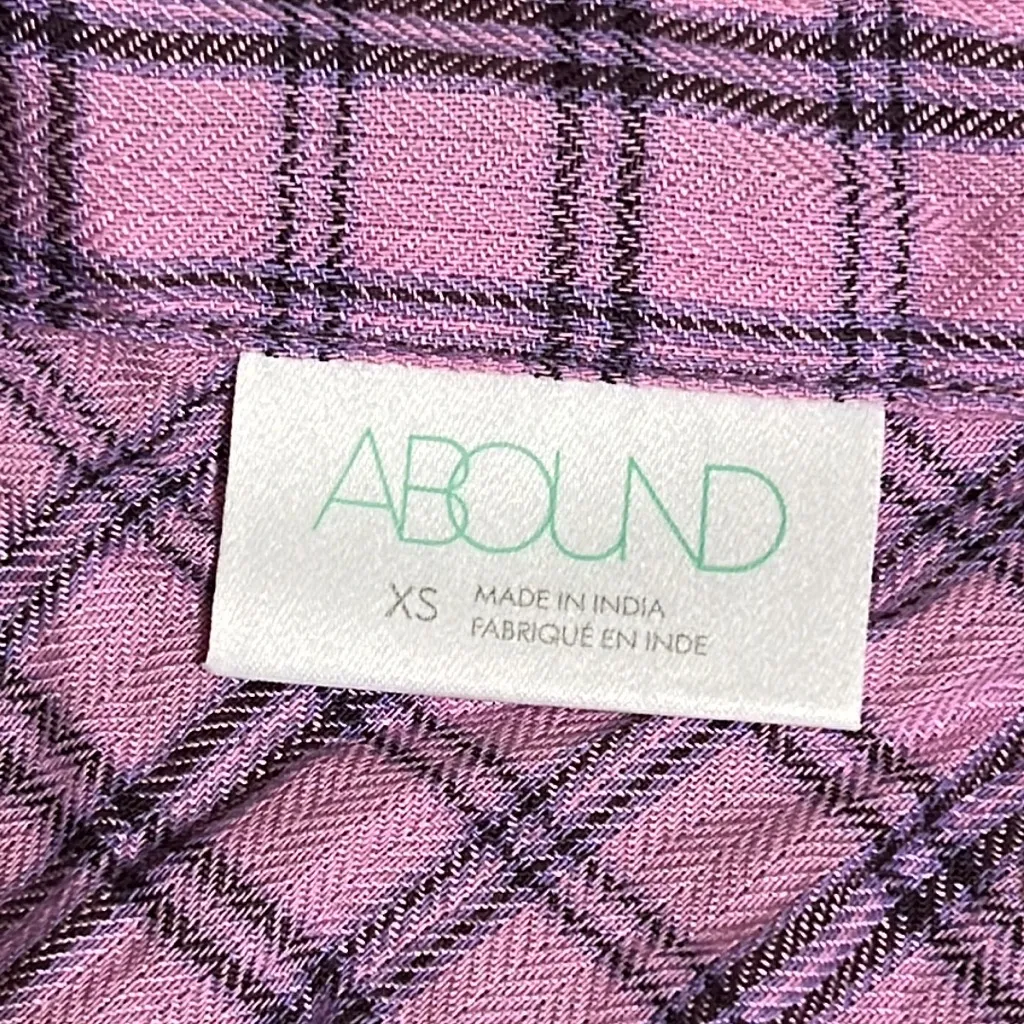 ABOUND
XS
MADE IN INDIA
FABRIQUÉ EN INDE